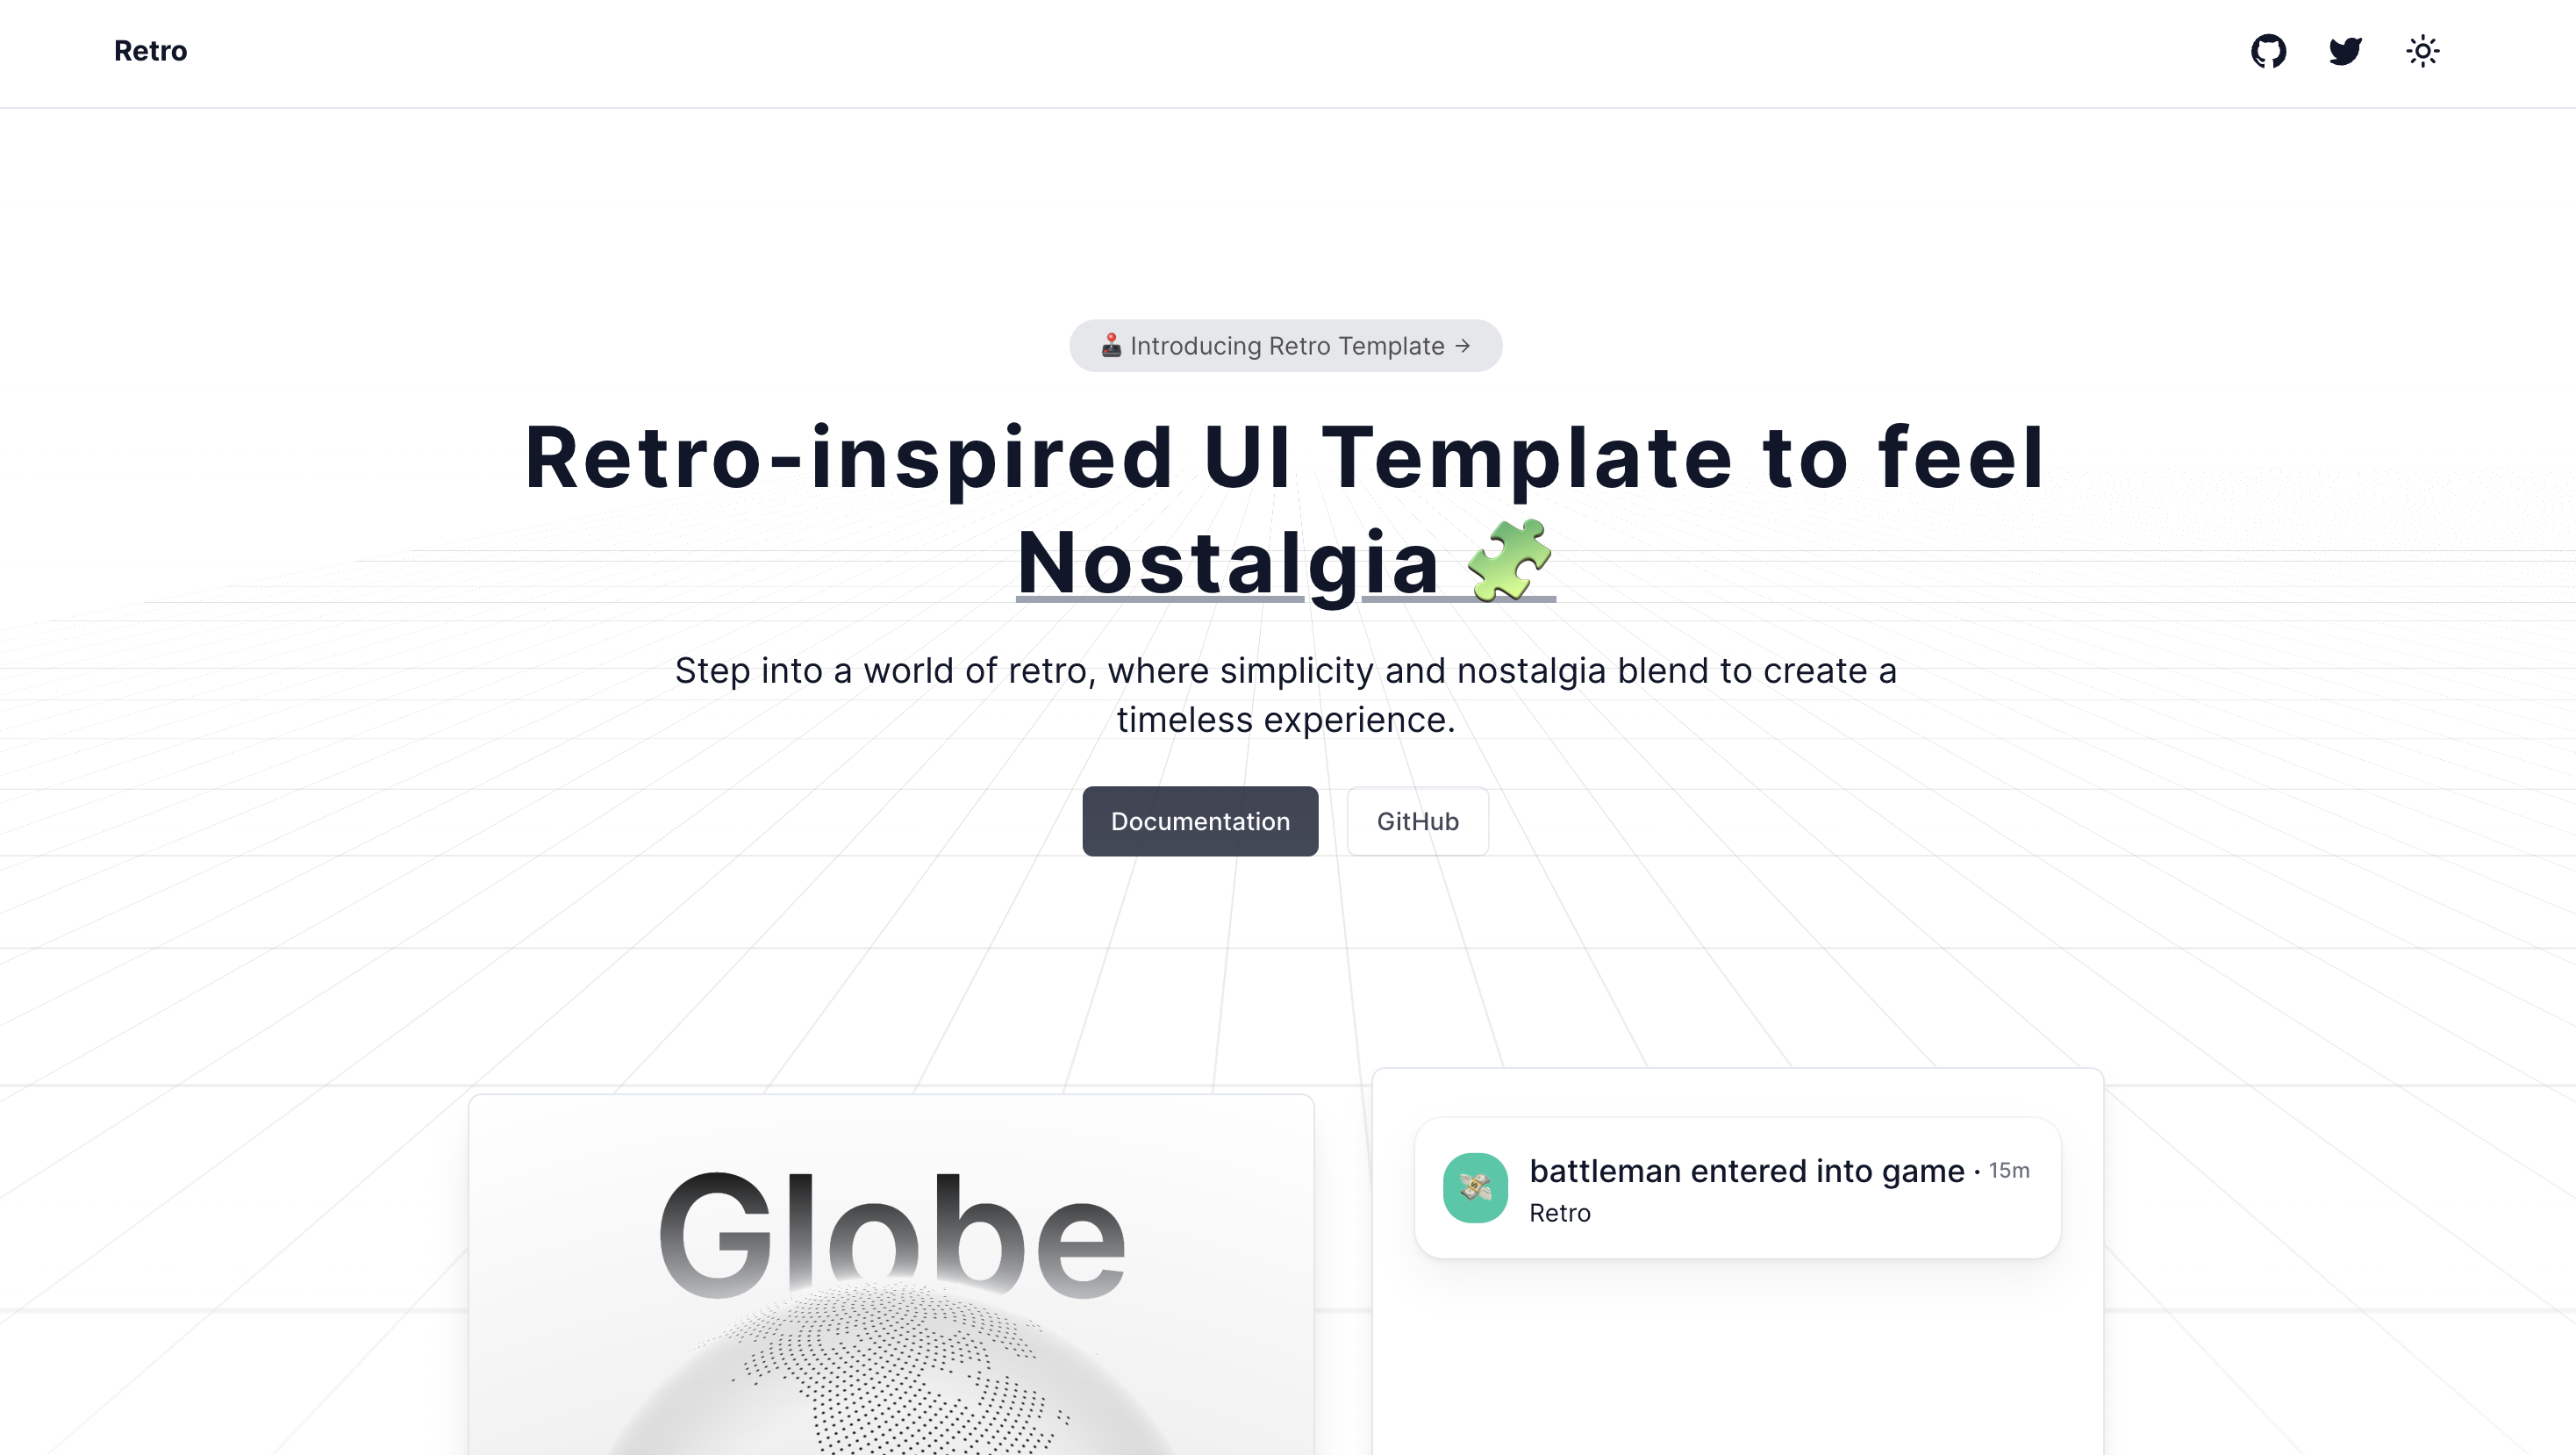 Retro
🕹️ Introducing Retro Template →
Retro-inspired UI Template to feel
Nostalgia 🧩
Step into a world of retro, where simplicity and nostalgia blend to create a
timeless experience.
Documentation
GitHub
Globe
battleman entered into game · 15m
Retro